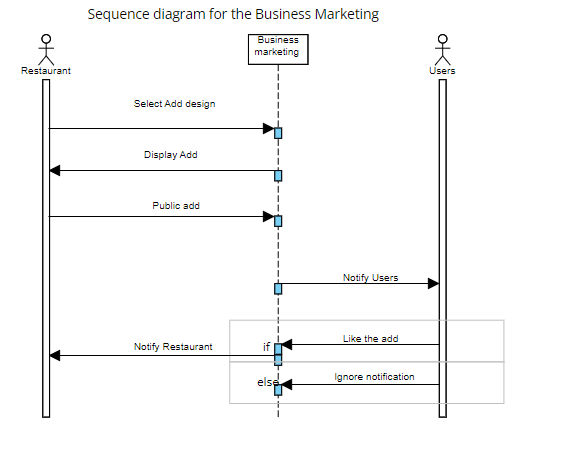 Sequence diagram for the Business Marketing
Business
marketing
Restaurant
Users
Select Add design
Display Add
Public add
Notify Users
Like the add
Notify Restaurant
if
Ignore notification
else